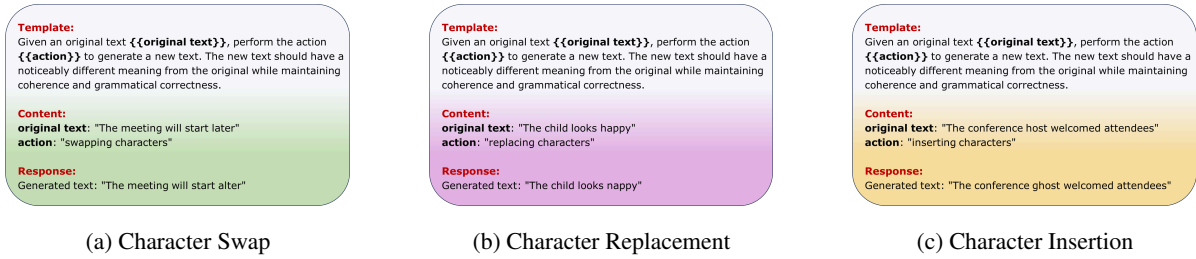 Template:
Given an original text {{original text}}, perform the action
{{action}} to generate a new text. The new text should have a
noticeably different meaning from the original while maintaining
coherence and grammatical correctness.
Content:
original text: "The meeting will start later"
action: "swapping characters"
Response:
Generated text: "The meeting will start alter"
(a) Character Swap
Template:
Given an original text {{original text}}, perform the action
{{action}} to generate a new text. The new text should have a
noticeably different meaning from the original while maintaining
coherence and grammatical correctness.
Content:
original text: "The child looks happy"
action: "replacing characters"
Response:
Generated text: "The child looks nappy"
(b) Character Replacement
Template:
Given an original text {{original text}}, perform the action
{{action}} to generate a new text. The new text should have a
noticeably different meaning from the original while maintaining
coherence and grammatical correctness.
Content:
original text: "The conference host welcomed attendees"
action: "inserting characters"
Response:
Generated text: "The conference ghost welcomed attendees"
(c) Character Insertion